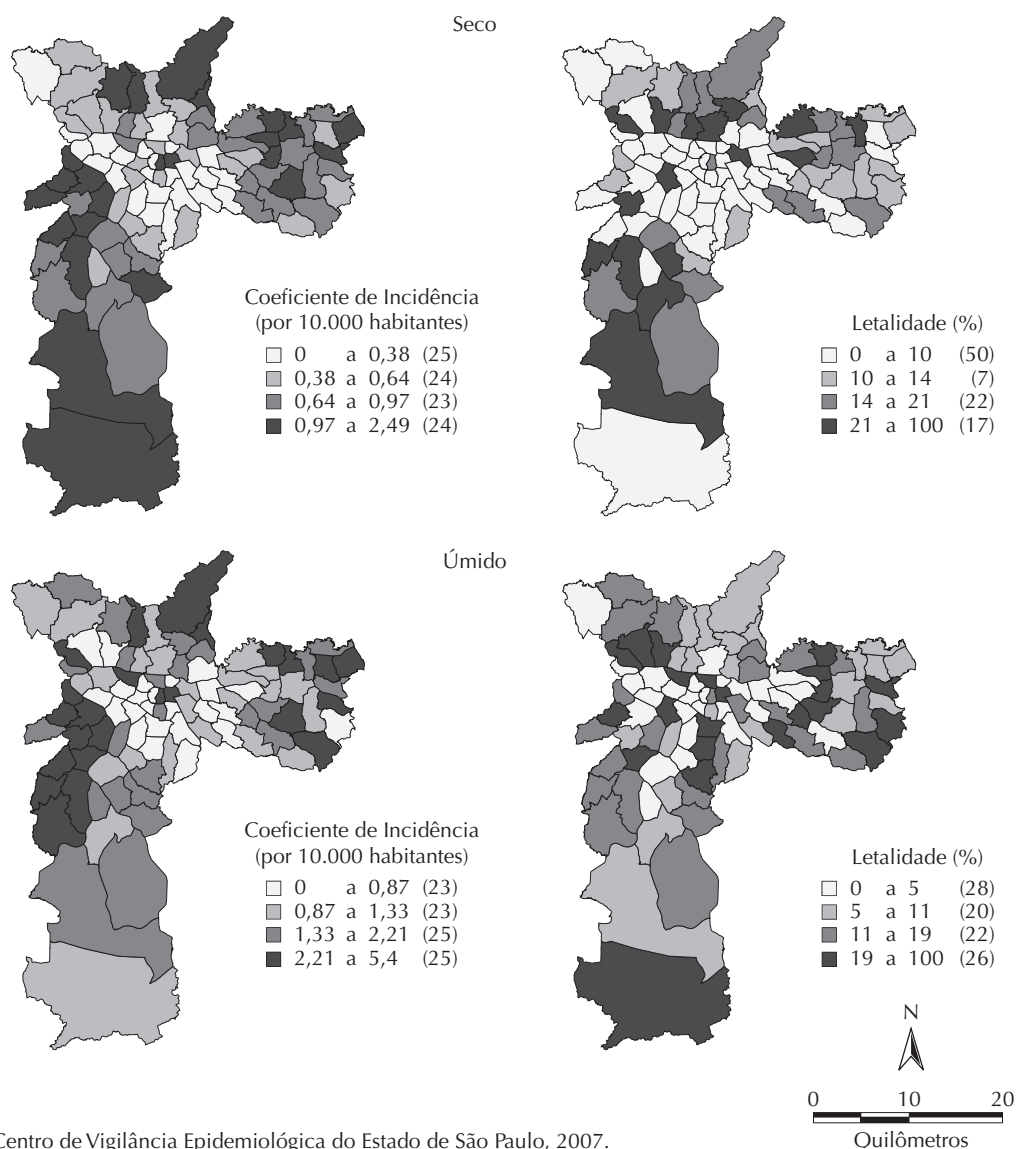 Seco
Coeficiente de Incidência
(por 10.000 habitantes)
0 a 0,38 (25)
0,38 a 0,64 (24)
0,64 a 0,97 (23)
0,97 a 2,49 (24)
Letalidade (%)
0 a 10 (50)
10 a 14 (7)
14 a 21 (22)
21 a 100 (17)
Úmido
Coeficiente de Incidência
(por 10.000 habitantes)
0 a 0,87 (23)
0,87 a 1,33 (23)
1,33 a 2,21 (25)
2,21 a 5,4 (25)
Letalidade (%)
0 a 5 (28)
5 a 11 (20)
11 a 19 (22)
19 a 100 (26)
N
0 10 20
Quilômetros
Centro de Vigilância Epidemiológica do Estado de São Paulo, 2007.